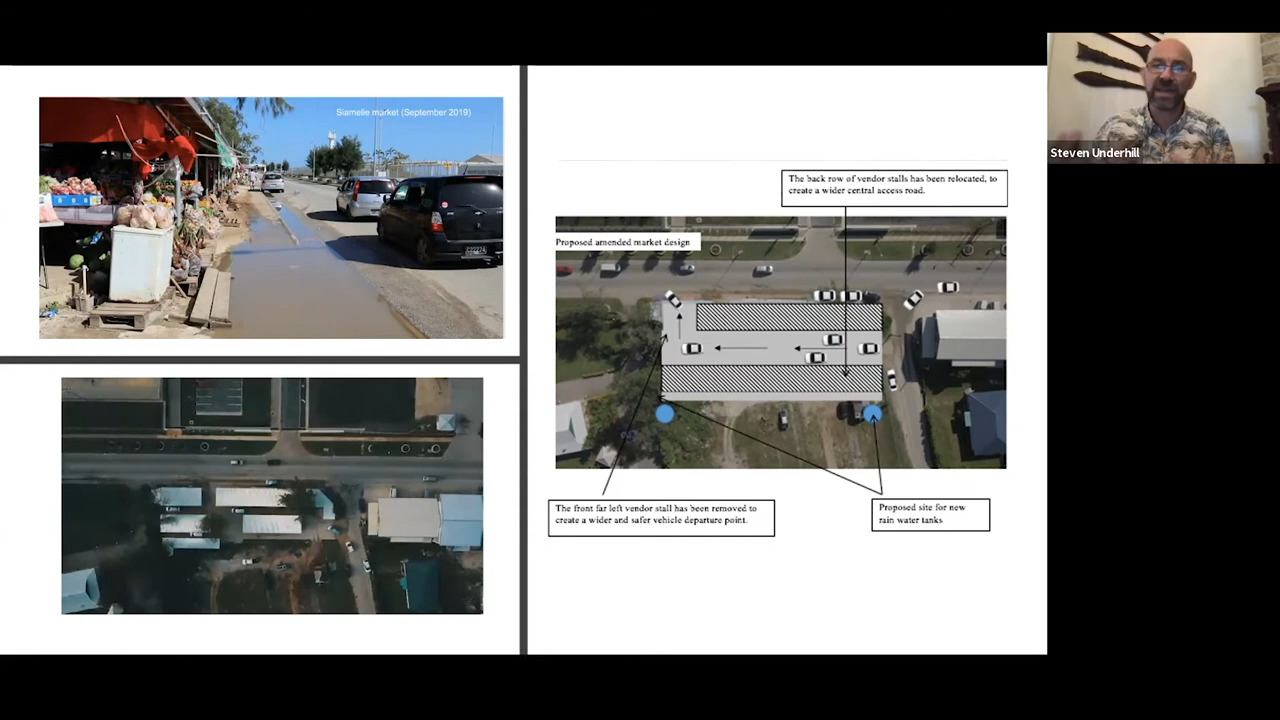 Siamelie market (September 2019)
The back row of vendor stalls has been relocated, to
create a wider central access road.
Proposed amended market design
The front far left vendor stall has been removed to
create a wider and safer vehicle departure point.
Proposed site for new
rain water tanks
Steven Underhill